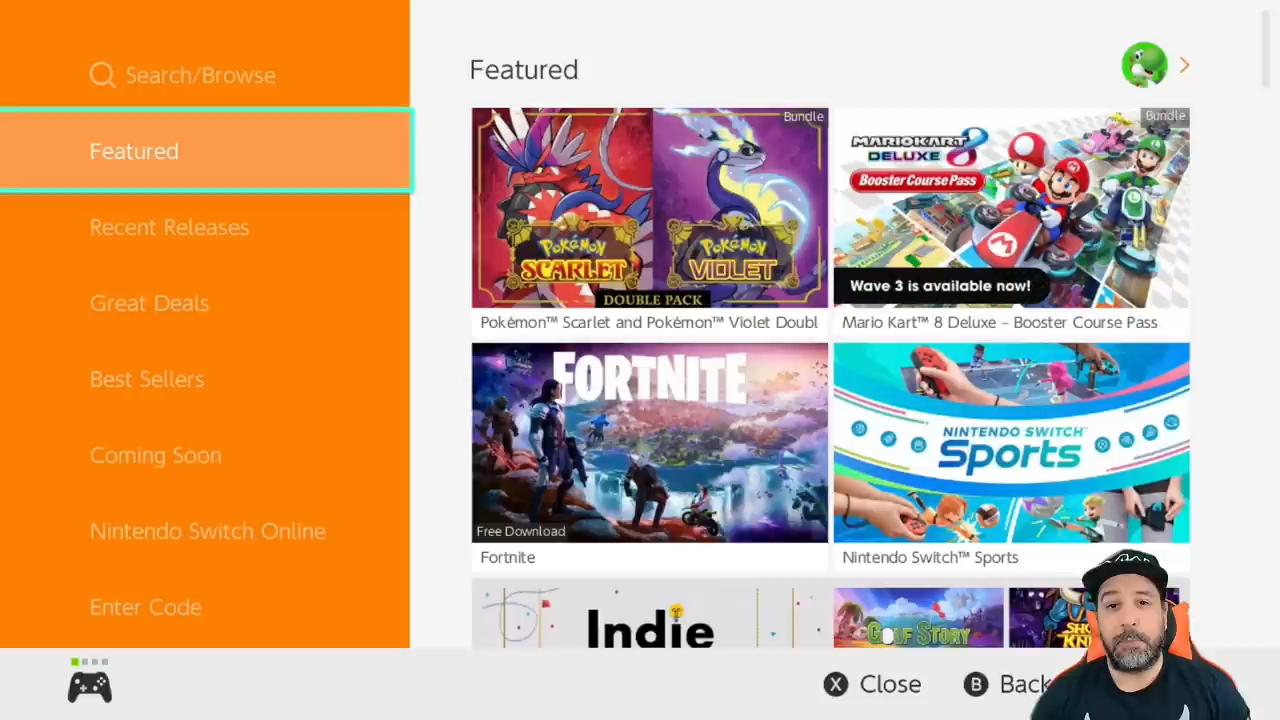 Search/Browse
Featured
Recent Releases
Great Deals
Best Sellers
Coming Soon
Nintendo Switch Online
Enter Code
Featured
Bundle
Pokémon
SCARLET
Pokémon
VIOLET
DOUBLE PACK
Pokémon™ Scarlet and Pokémon™ Violet Doubl
Bundle
MARIOKART 8
DELUXE
Booster Course Pass
Wave 3 is available now!
Mario Kart™ 8 Deluxe – Booster Course Pass
FORTNITE
Free Download
Fortnite
NINTENDO SWITCH™
Sports
Nintendo Switch™ Sports
Indie
GOLF STORY
X Close
B Back